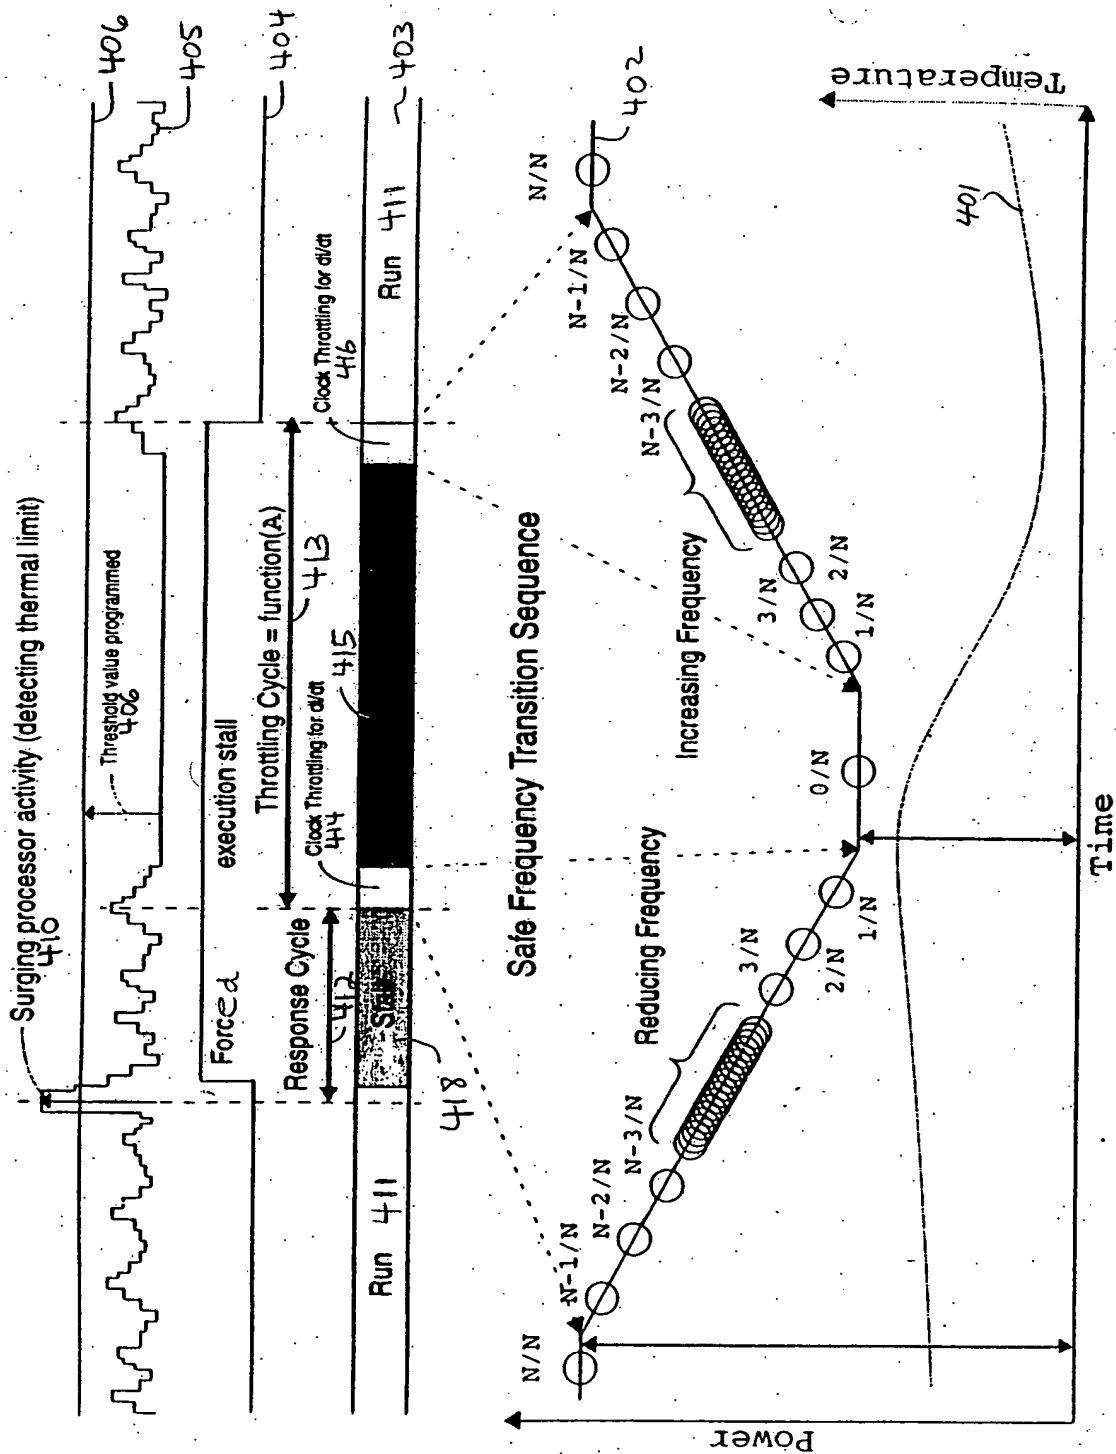 Surging processor activity (detecting thermal limit)
410
406
405
404
403
Threshold value programmed
406
Forced
execution stall
Response Cycle
412
Throttling Cycle = function(A)
413
Clock Throttling for di/dt
414
415
Clock Throttling for di/dt
416
Run 411
Run 411
418
Safe Frequency Transition Sequence
402
N/N
N-1/N
N-2/N
N-3/N
Reducing Frequency
3/N
2/N
1/N
0/N
1/N
2/N
3/N
Increasing Frequency
N-3/N
N-2/N
N-1/N
N/N
401
Power
Time
Temperature